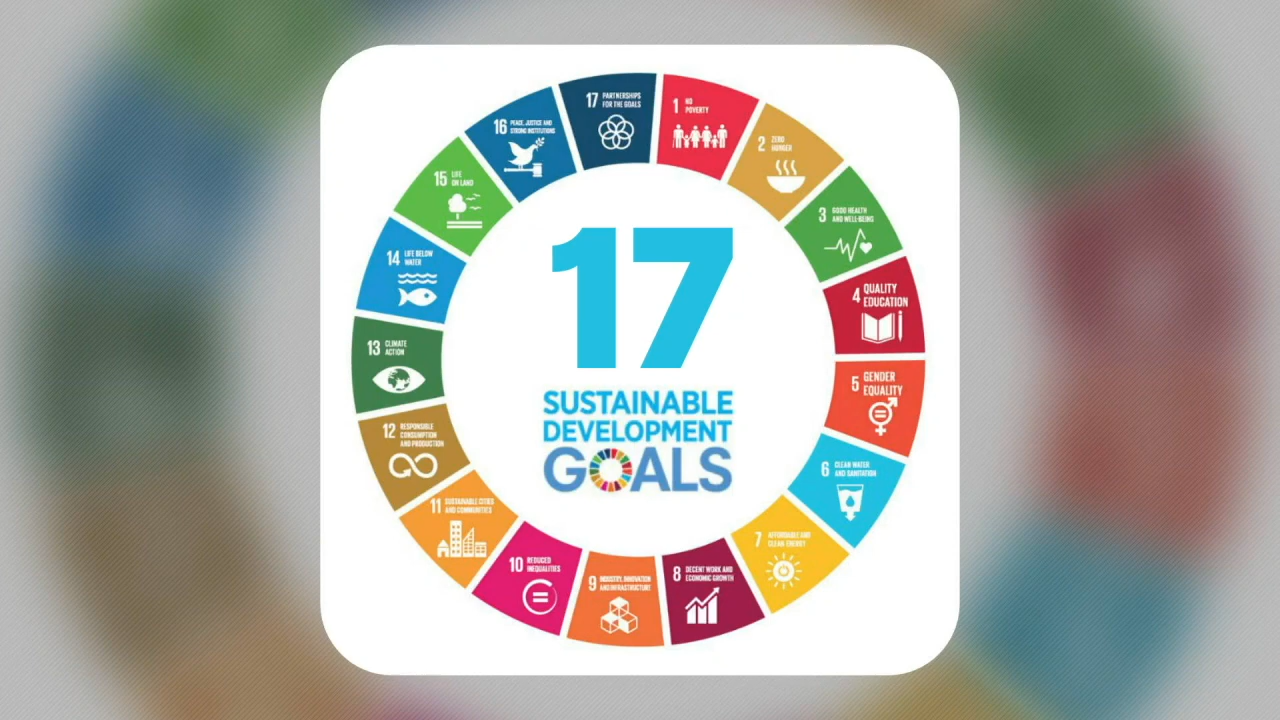 17
SUSTAINABLE
DEVELOPMENT
GOALS
1 NO
POVERTY
2 ZERO
HUNGER
3 GOOD HEALTH
AND WELL-BEING
4 QUALITY
EDUCATION
5 GENDER
EQUALITY
6 CLEAN WATER
AND SANITATION
7 AFFORDABLE AND
CLEAN ENERGY
8 DECENT WORK AND
ECONOMIC GROWTH
9 INDUSTRY, INNOVATION
AND INFRASTRUCTURE
10 REDUCED
INEQUALITIES
11 SUSTAINABLE CITIES
AND COMMUNITIES
12 RESPONSIBLE
CONSUMPTION
AND PRODUCTION
13 CLIMATE
ACTION
14 LIFE BELOW
WATER
15 LIFE
ON LAND
16 PEACE, JUSTICE AND
STRONG INSTITUTIONS
17 PARTNERSHIPS
FOR THE GOALS